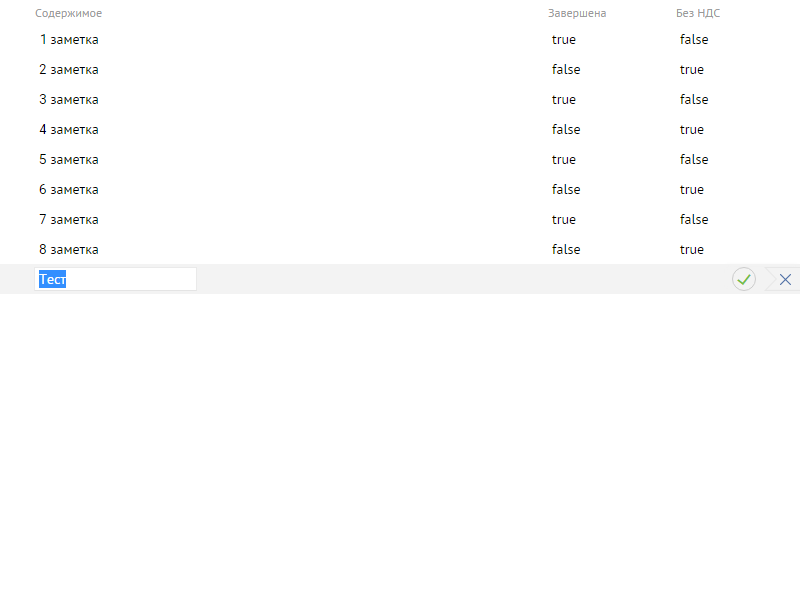 Содержимое Завершена Без НДС
1 заметка true false
2 заметка false true
3 заметка true false
4 заметка false true
5 заметка true false
6 заметка false true
7 заметка true false
8 заметка false true
Тест